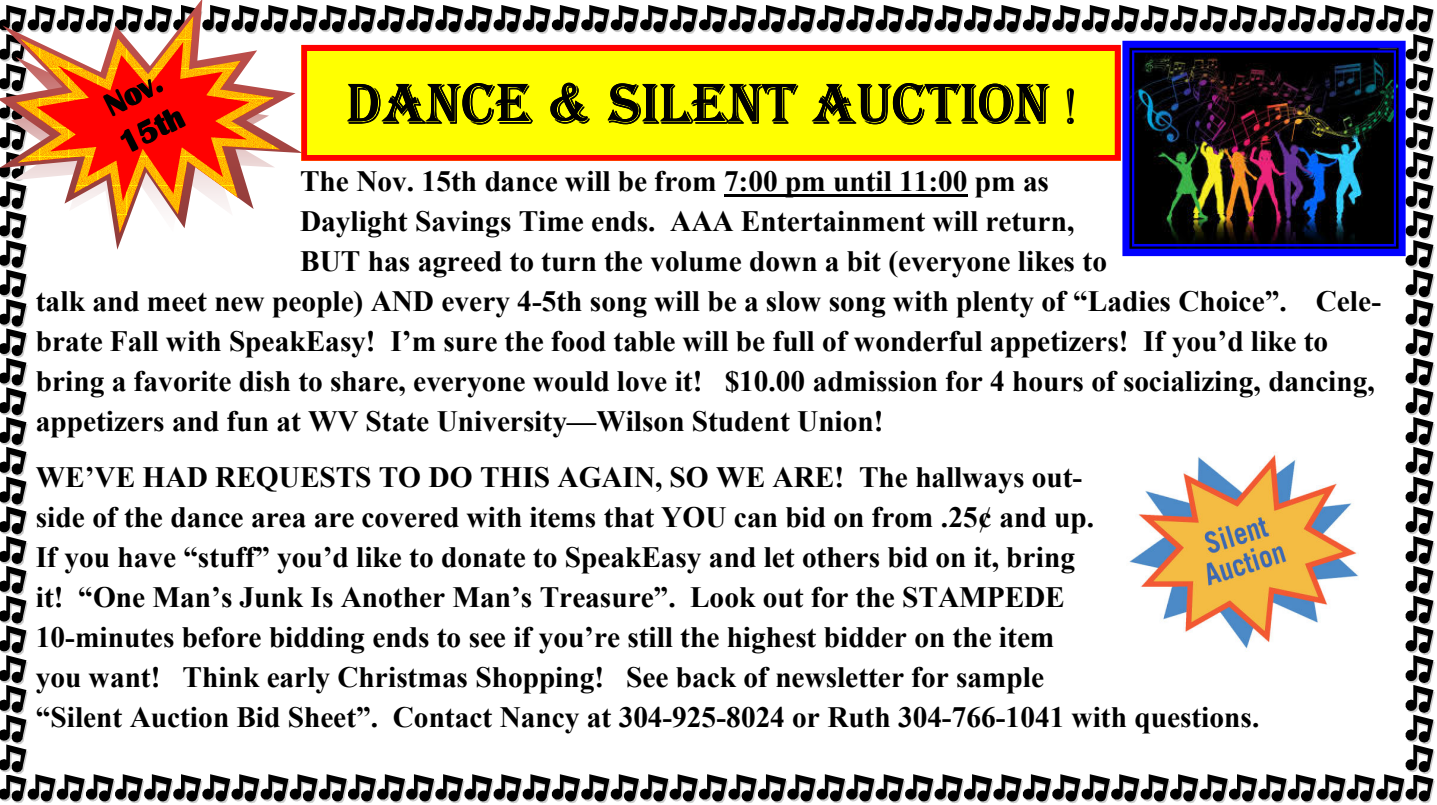 Nov.
15th
DANCE & SILENT AUCTION !
The Nov. 15th dance will be from 7:00 pm until 11:00 pm as
Daylight Savings Time ends. AAA Entertainment will return,
BUT has agreed to turn the volume down a bit (everyone likes to
talk and meet new people) AND every 4-5th song will be a slow song with plenty of “Ladies Choice”. Cele-
brate Fall with SpeakEasy! I’m sure the food table will be full of wonderful appetizers! If you’d like to
bring a favorite dish to share, everyone would love it! $10.00 admission for 4 hours of socializing, dancing,
appetizers and fun at WV State University—Wilson Student Union!
WE’VE HAD REQUESTS TO DO THIS AGAIN, SO WE ARE! The hallways out-
side of the dance area are covered with items that YOU can bid on from .25¢ and up.
If you have “stuff” you’d like to donate to SpeakEasy and let others bid on it, bring
it! “One Man’s Junk Is Another Man’s Treasure”. Look out for the STAMPEDE
10-minutes before bidding ends to see if you’re still the highest bidder on the item
you want! Think early Christmas Shopping! See back of newsletter for sample
“Silent Auction Bid Sheet”. Contact Nancy at 304-925-8024 or Ruth 304-766-1041 with questions.
Silent
Auction